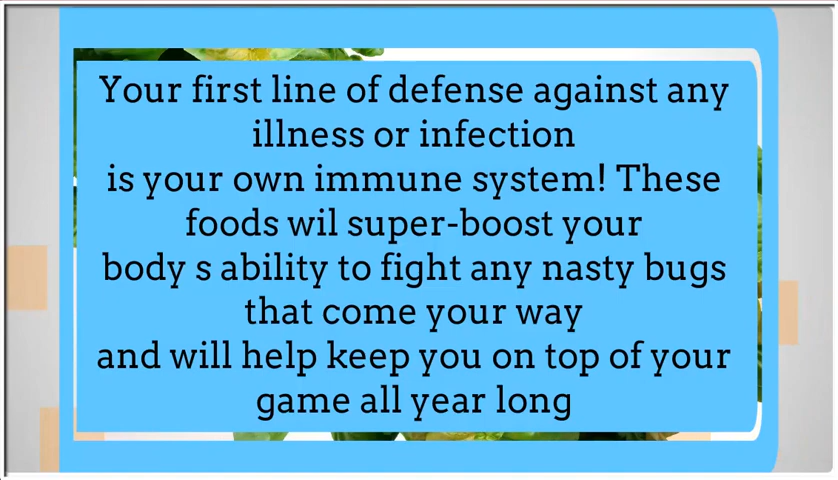 Your first line of defense against any
illness or infection
is your own immune system! These
foods wil super-boost your
body s ability to fight any nasty bugs
that come your way
and will help keep you on top of your
game all year long